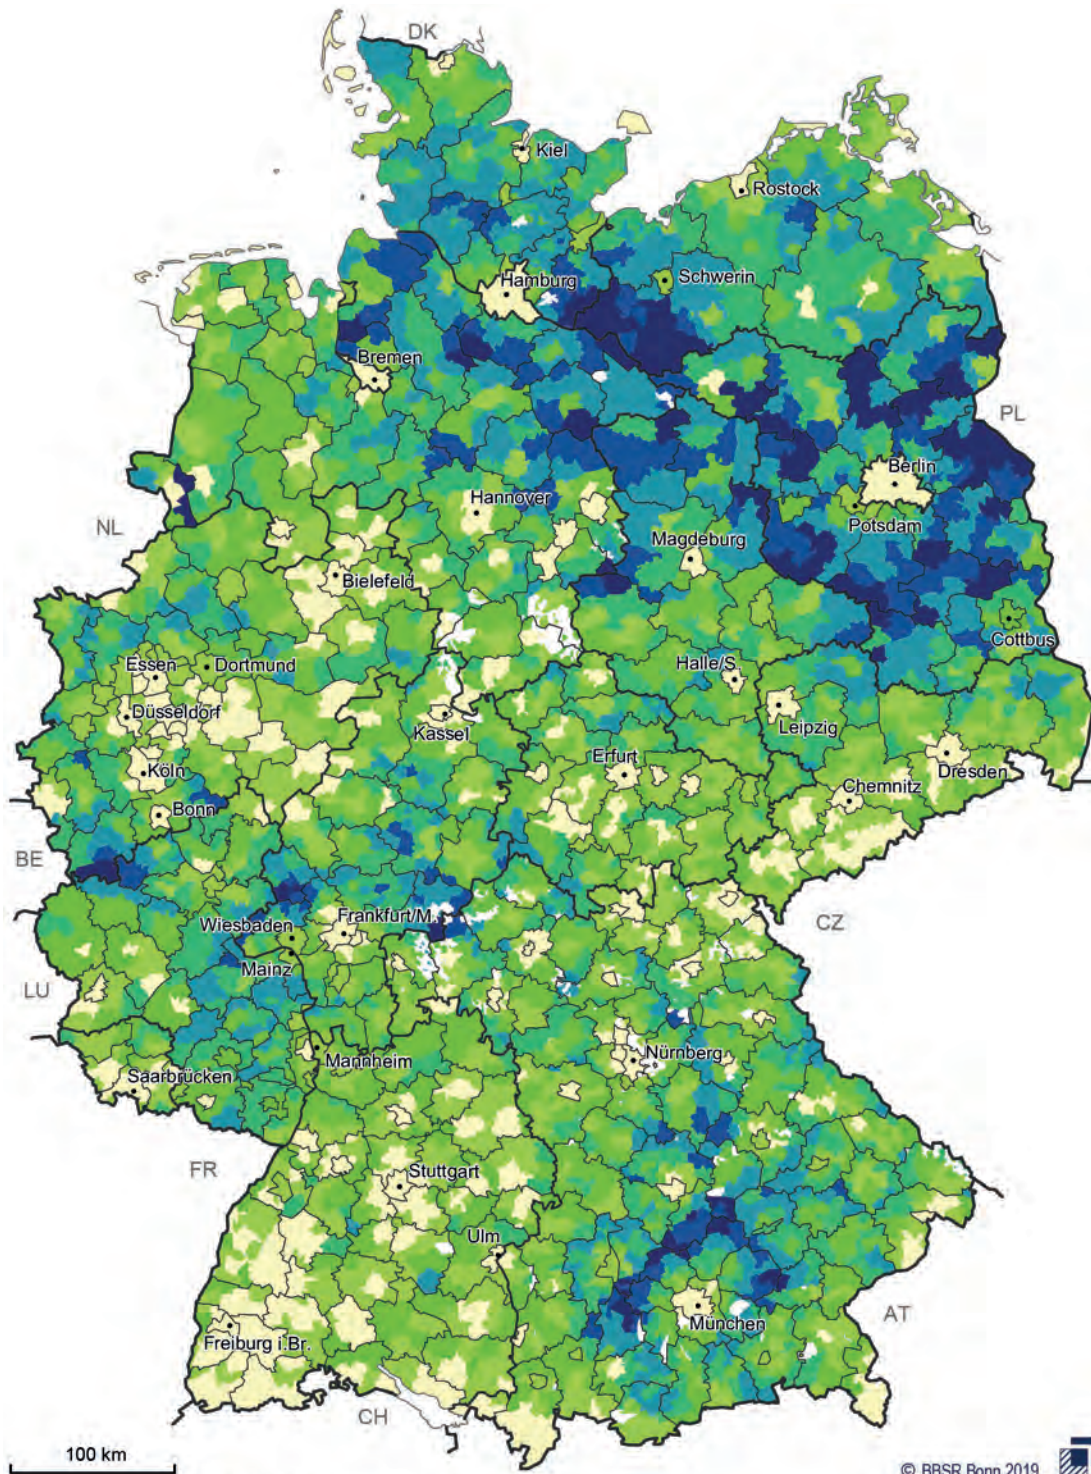 DK
Kiel
Rostock
Hamburg
Schwerin
Bremen
PL
Berlin
Hannover
NL
Potsdam
Magdeburg
Bielefeld
Cottbus
Essen
Dortmund
Halle/S.
Düsseldorf
Leipzig
Kassel
Erfurt
Dresden
Köln
Chemnitz
Bonn
BE
Wiesbaden
Frankfurt/M.
CZ
Mainz
LU
Nürnberg
Mannheim
Saarbrücken
FR
Stuttgart
Ulm
AT
München
Freiburg i.Br.
CH
100 km
© BBSR Bonn 2019